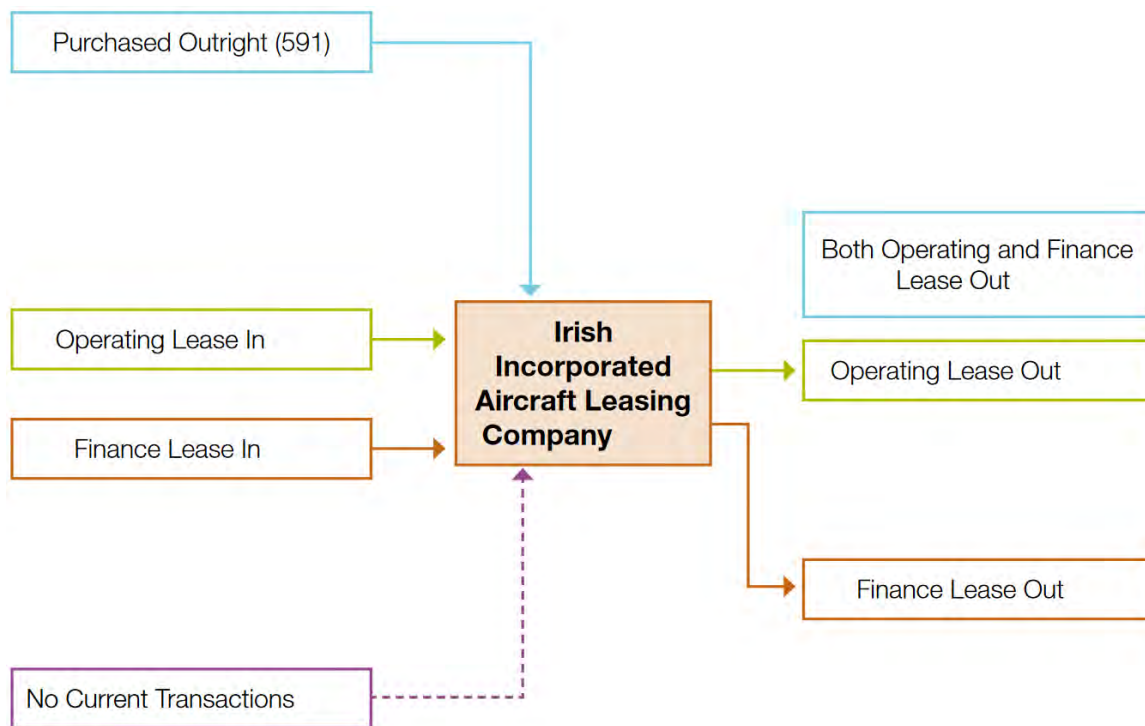 Purchased Outright (591)
Both Operating and Finance
Lease Out
Operating Lease In
Irish
Incorporated
Aircraft Leasing
Company
Operating Lease Out
Finance Lease In
Finance Lease Out
No Current Transactions